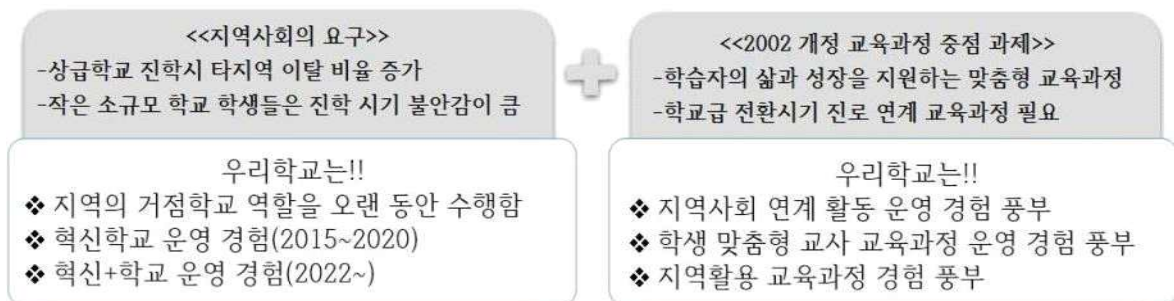 <<지역사회의 요구>>
-상급학교 진학시 타지역 이탈 비율 증가
-작은 소규모 학교 학생들은 진학 시기 불안감이 큼
우리학교는!!
❖ 지역의 거점학교 역할을 오랜 동안 수행함
❖ 혁신학교 운영 경험(2015~2020)
❖ 혁신+학교 운영 경험(2022~)
<<2002 개정 교육과정 중점 과제>>
-학습자의 삶과 성장을 지원하는 맞춤형 교육과정
-학교급 전환시기 진로 연계 교육과정 필요
우리학교는!!
❖ 지역사회 연계 활동 운영 경험 풍부
❖ 학생 맞춤형 교사 교육과정 운영 경험 풍부
❖ 지역활용 교육과정 경험 풍부